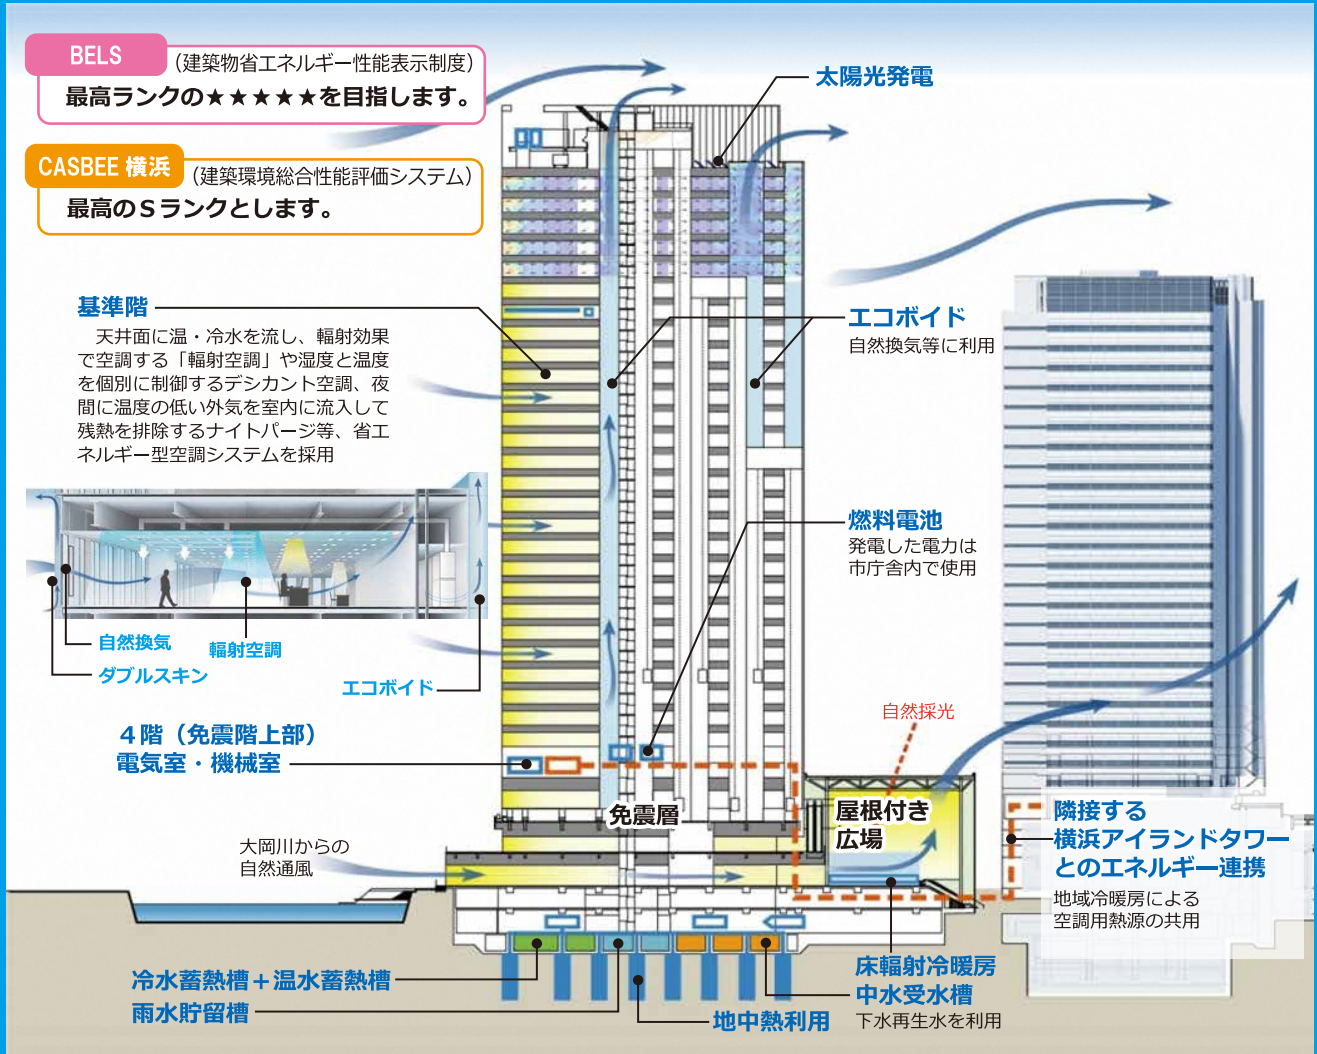 BELS
（建築物省エネルギー性能表示制度）
最高ランクの★★★★★を目指します。
CASBEE 横浜
（建築環境総合性能評価システム）
最高のＳランクとします。
太陽光発電
基準階
天井面に温・冷水を流し、輻射効果
で空調する「輻射空調」や湿度と温度
を個別に制御するデシカント空調、夜
間に温度の低い外気を室内に流入して
残熱を排除するナイトパージ等、省エ
ネルギー型空調システムを採用
エコボイド
自然換気等に利用
燃料電池
発電した電力は
市庁舎内で使用
自然換気
輻射空調
ダブルスキン
エコボイド
４階（免震階上部）
電気室・機械室
自然採光
免震層
屋根付き
広場
隣接する
横浜アイランドタワー
とのエネルギー連携
地域冷暖房による
空調用熱源の共用
大岡川からの
自然通風
冷水蓄熱槽＋温水蓄熱槽
雨水貯留槽
地中熱利用
床輻射冷暖房
中水受水槽
下水再生水を利用